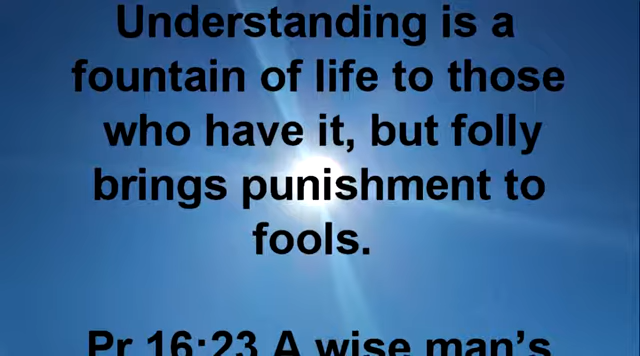 Understanding is a
fountain of life to those
who have it, but folly
brings punishment to
fools.
Pr 16:23 A wise man’s